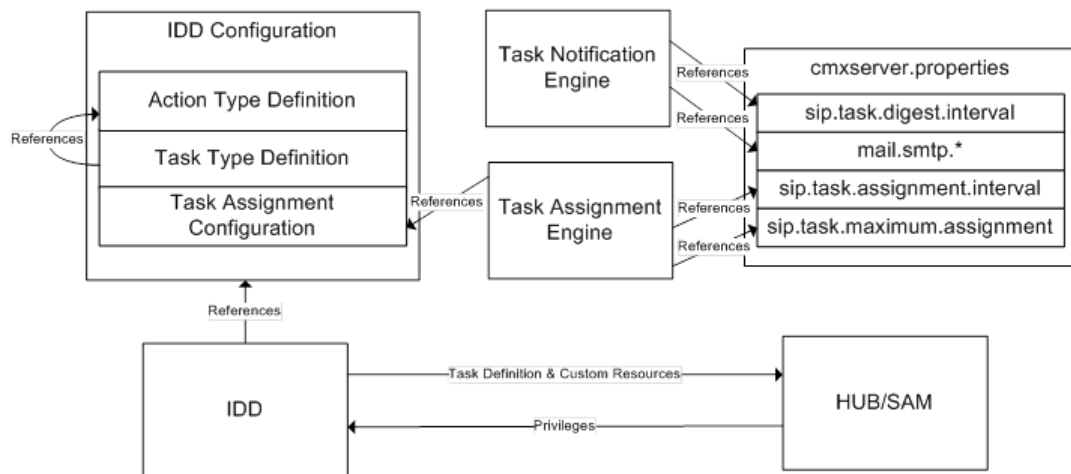 IDD Configuration
Action Type Definition
Task Type Definition
Task Assignment
Configuration
References
References
Task Notification
Engine
References
References
Task Assignment
Engine
References
References
cmxserver.properties
sip.task.digest.interval
mail.smtp.*
sip.task.assignment.interval
sip.task.maximum.assignment
References
IDD
Task Definition & Custom Resources
Privileges
HUB/SAM